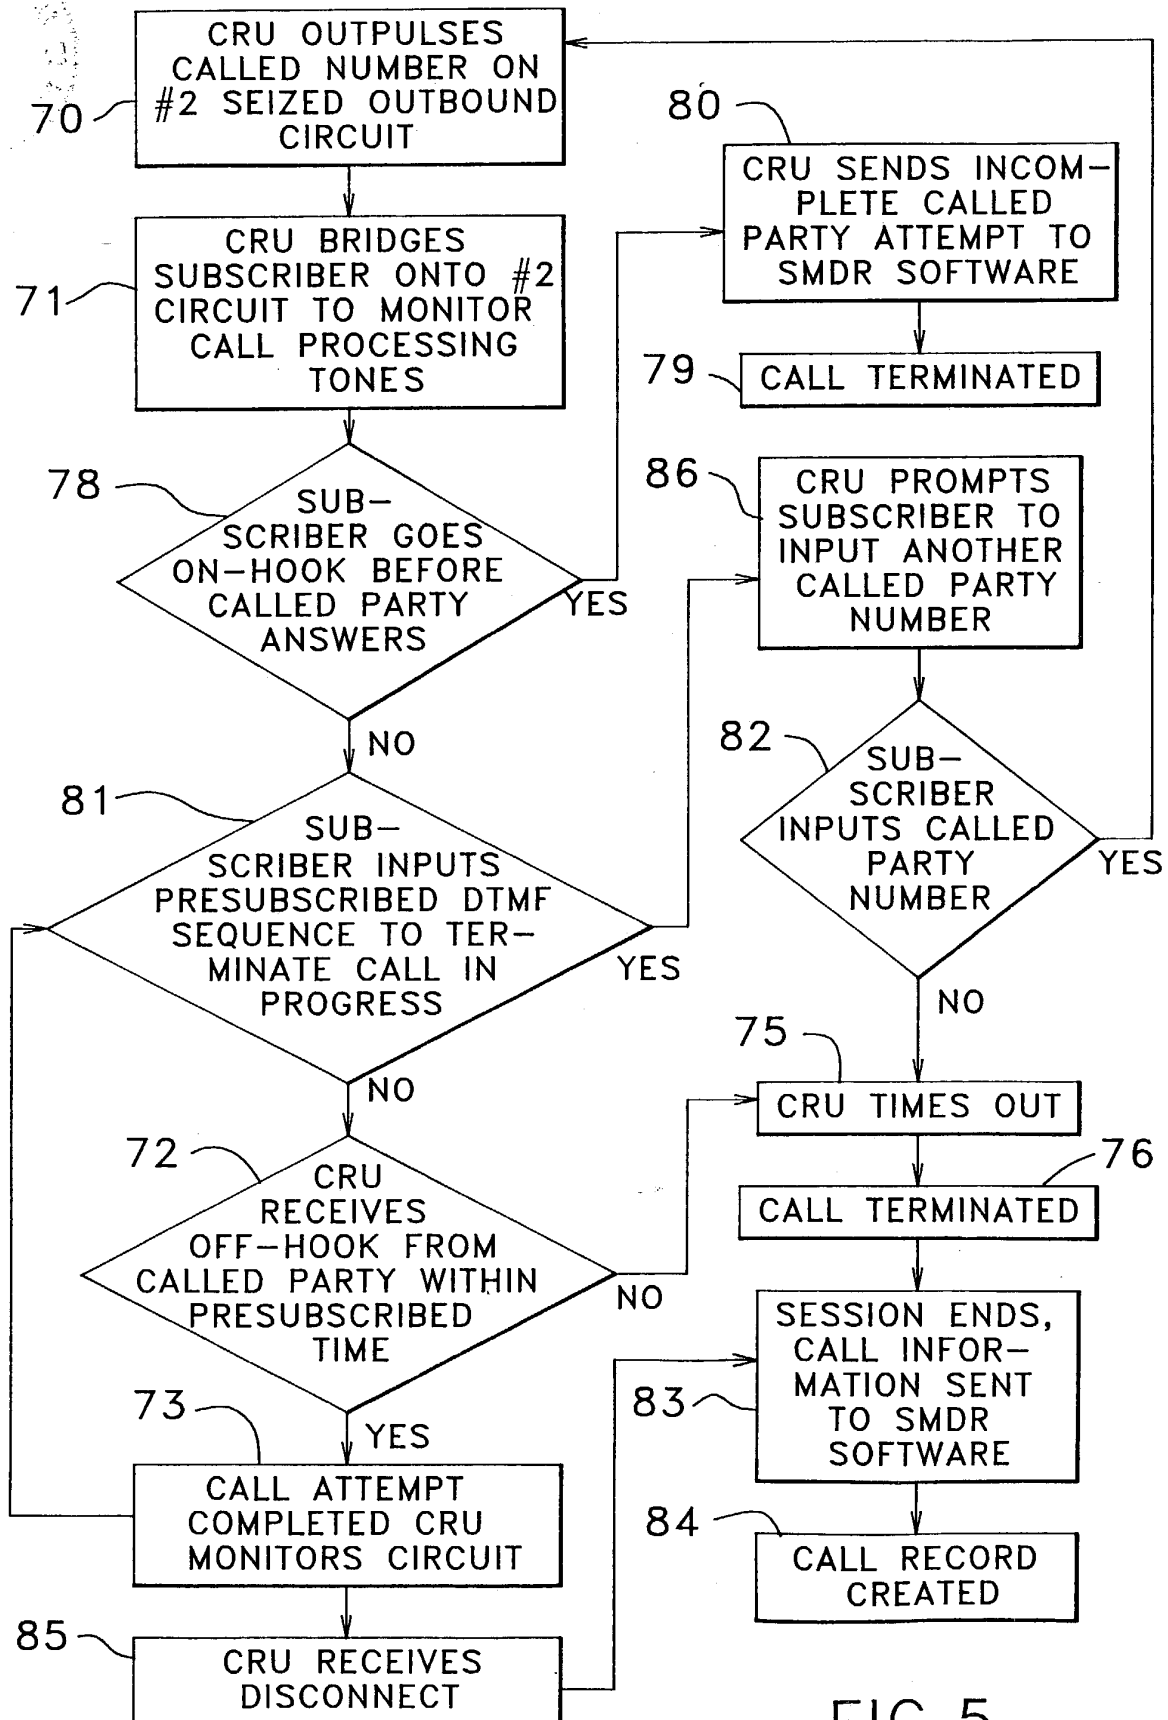 CRU OUTPULSES
CALLED NUMBER ON
#2 SEIZED OUTBOUND
CIRCUIT
70
CRU BRIDGES
SUBSCRIBER ONTO #2
CIRCUIT TO MONITOR
CALL PROCESSING
TONES
71
78
SUB-
SCRIBER GOES
ON-HOOK BEFORE
CALLED PARTY
ANSWERS
YES
NO
81
SUB-
SCRIBER INPUTS
PRESUBSCRIBED DTMF
SEQUENCE TO TER-
MINATE CALL IN
PROGRESS
YES
NO
72
CRU
RECEIVES
OFF-HOOK FROM
CALLED PARTY WITHIN
PRESUBSCRIBED
TIME
NO
YES
73
CALL ATTEMPT
COMPLETED CRU
MONITORS CIRCUIT
85
CRU RECEIVES
DISCONNECT
80
CRU SENDS INCOM-
PLETE CALLED
PARTY ATTEMPT TO
SMDR SOFTWARE
79
CALL TERMINATED
86
CRU PROMPTS
SUBSCRIBER TO
INPUT ANOTHER
CALLED PARTY
NUMBER
82
SUB-
SCRIBER
INPUTS CALLED
PARTY
NUMBER
YES
NO
75
CRU TIMES OUT
76
CALL TERMINATED
SESSION ENDS,
CALL INFOR-
MATION SENT
TO SMDR
SOFTWARE
83
84
CALL RECORD
CREATED
FIG 5